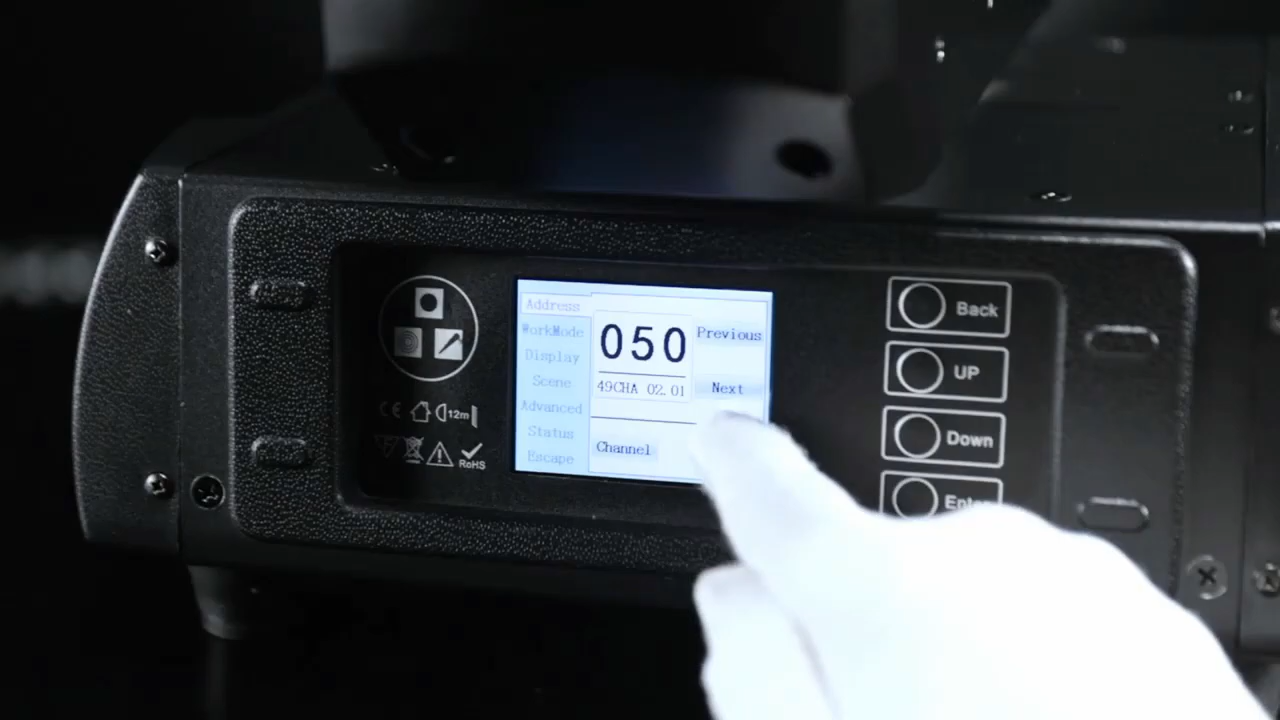 Address
WorkMode
Display
Scene
Advanced
Status
Escape
050
49CHA 02.01
Channel
Previous
Next
Back
UP
Down
Enter
CE
12m
RoHS